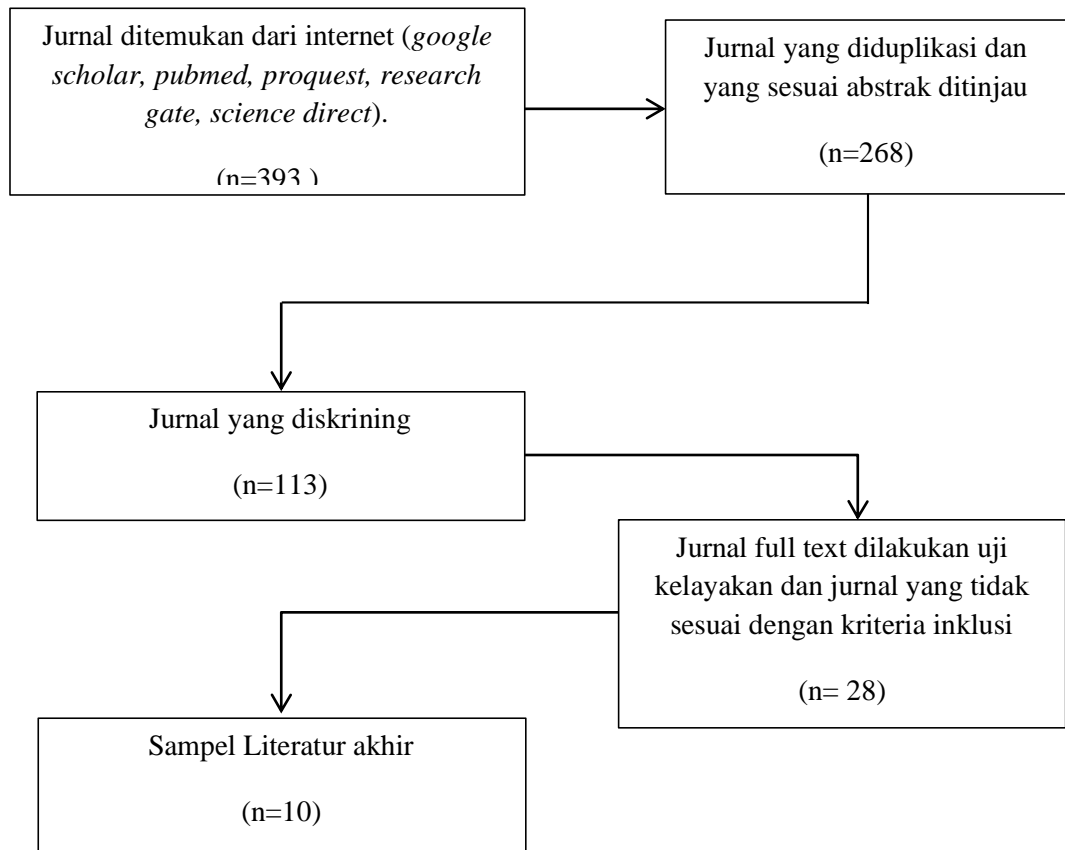 Jurnal ditemukan dari internet (google
scholar, pubmed, proquest, research
gate, science direct).
(n=393 )
Jurnal yang diduplikasi dan
yang sesuai abstrak ditinjau
(n=268)
Jurnal yang diskrining
(n=113)
Jurnal full text dilakukan uji
kelayakan dan jurnal yang tidak
sesuai dengan kriteria inklusi
(n= 28)
Sampel Literatur akhir
(n=10)